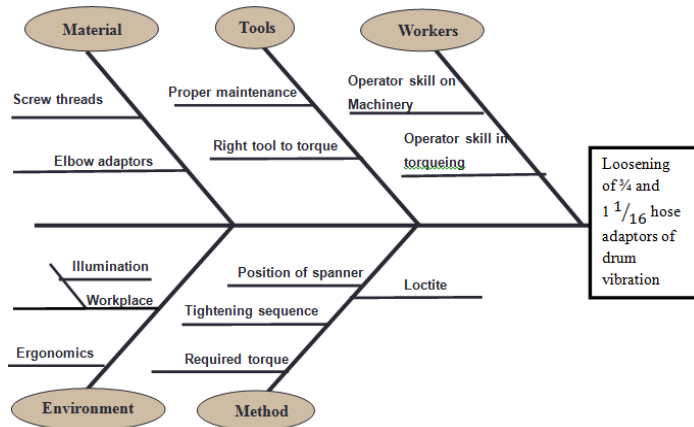 Material
Tools
Workers
Screw threads
Elbow adaptors
Proper maintenance
Right tool to torque
Operator skill on
Machinery
Operator skill in
torqueing
Loosening
of ¾ and
1 1/16 hose
adaptors of
drum
vibration
Illumination
Workplace
Ergonomics
Position of spanner
Loctite
Tightening sequence
Required torque
Environment
Method